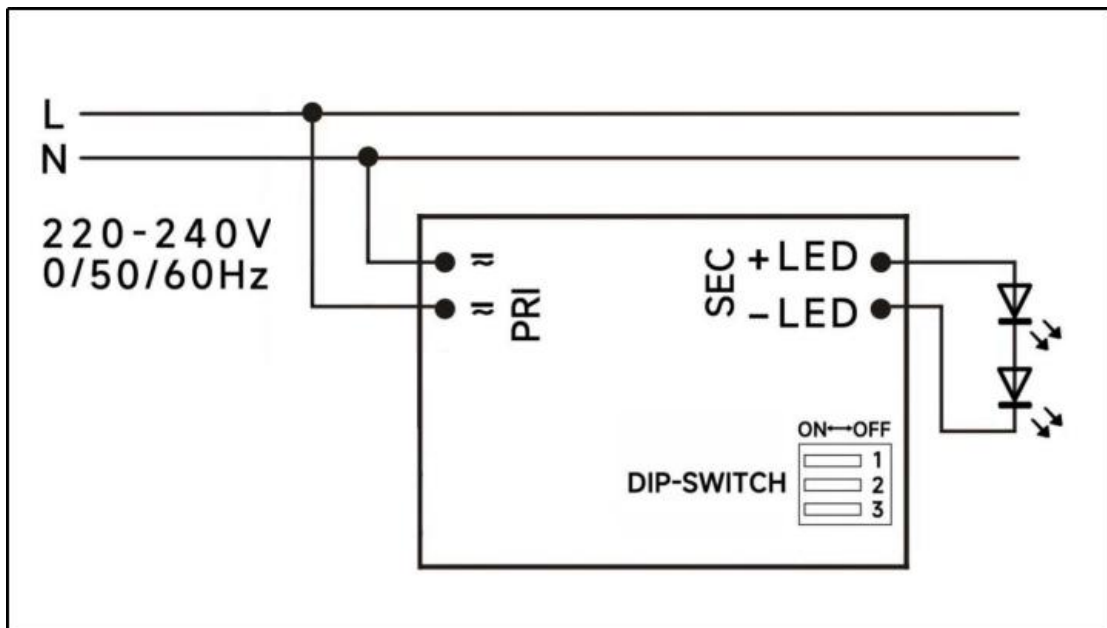 L
N
220-240V
0/50/60Hz
≂
≂
PRI
SEC
+LED
-LED
ON↔OFF
DIP-SWITCH
1
2
3